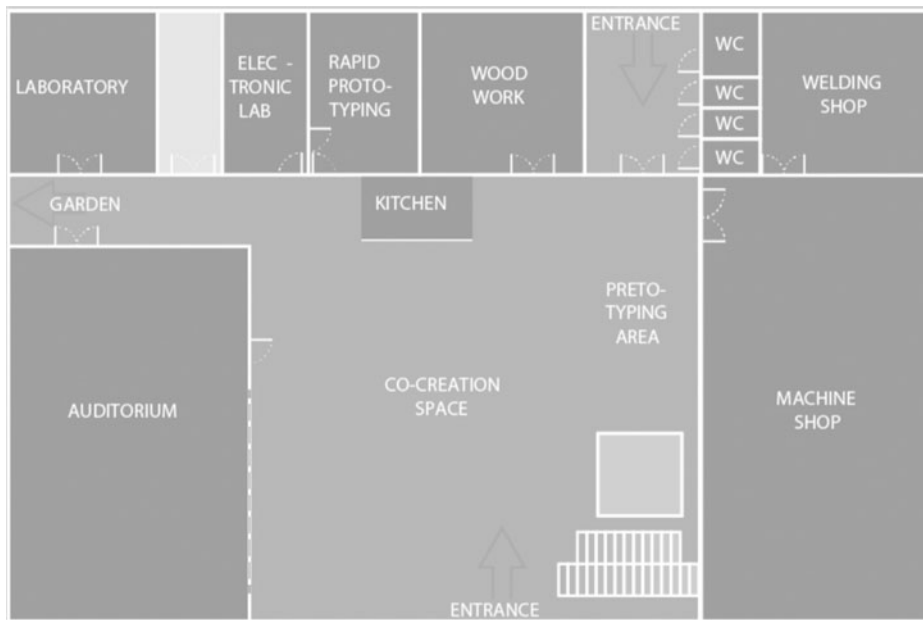 LABORATORY
ELEC -
TRONIC
LAB
RAPID
PROTO-
TYPING
WOOD
WORK
ENTRANCE
WC
WC
WC
WC
WELDING
SHOP
GARDEN
KITCHEN
PRETO-
TYPING
AREA
AUDITORIUM
CO-CREATION
SPACE
MACHINE
SHOP
ENTRANCE